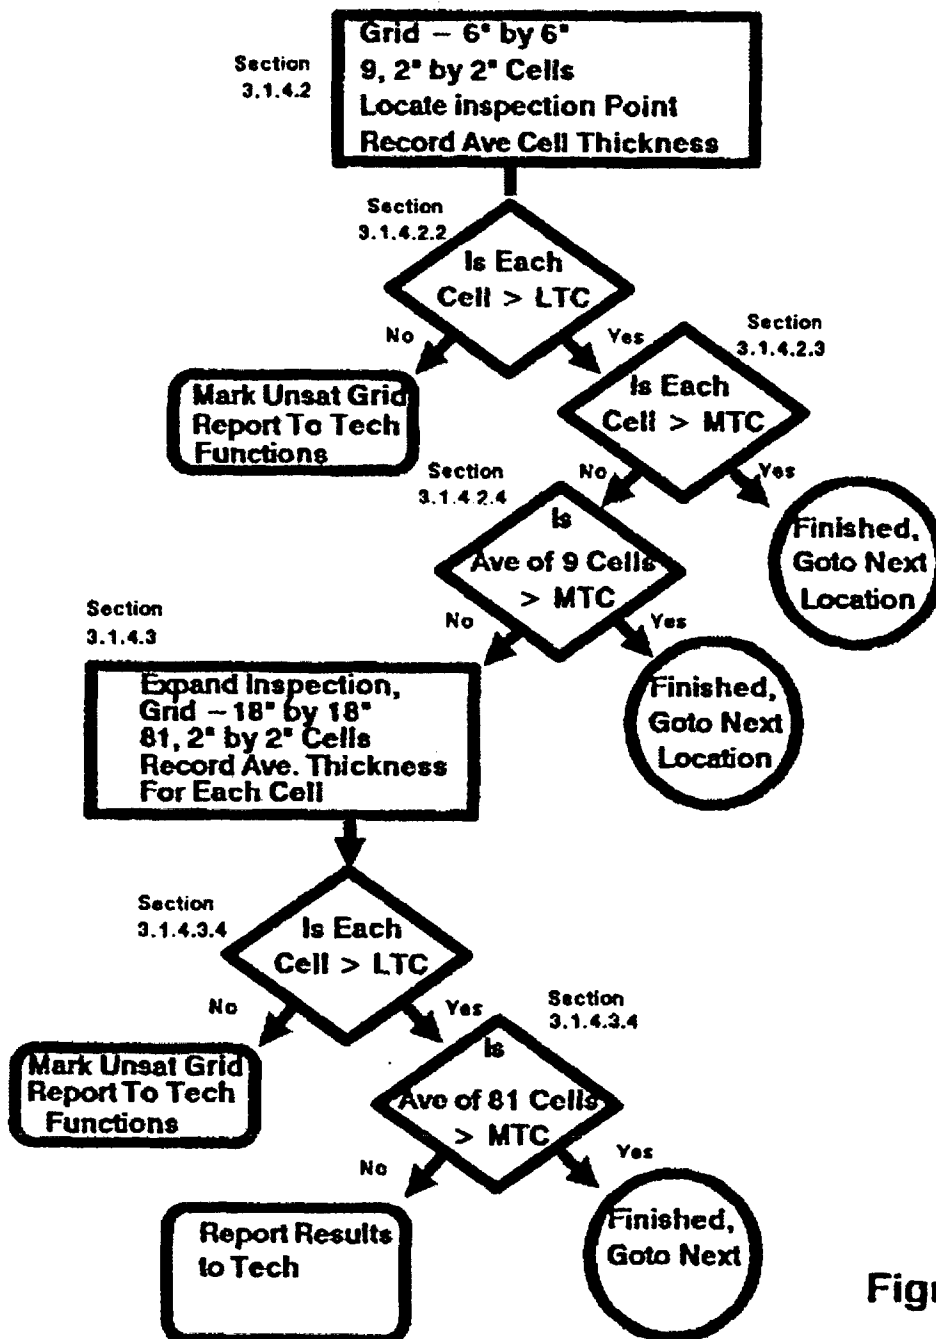 Section
3.1.4.2
Grid – 6" by 6"
9, 2" by 2" Cells
Locate inspection Point
Record Ave Cell Thickness
Section
3.1.4.2.2
Is Each
Cell > LTC
No
Yes
Section
3.1.4.2.3
Mark Unsat Grid
Report To Tech
Functions
Is Each
Cell > MTC
No
Yes
Section
3.1.4.2.4
Is
Ave of 9 Cells
> MTC
Finished,
Goto Next
Location
No
Yes
Section
3.1.4.3
Expand Inspection,
Grid – 18" by 18"
81, 2" by 2" Cells
Record Ave. Thickness
For Each Cell
Finished,
Goto Next
Location
Section
3.1.4.3.4
Is Each
Cell > LTC
No
Yes
Section
3.1.4.3.4
Mark Unsat Grid
Report To Tech
Functions
Is
Ave of 81 Cells
> MTC
No
Yes
Report Results
to Tech
Finished,
Goto Next
Figu